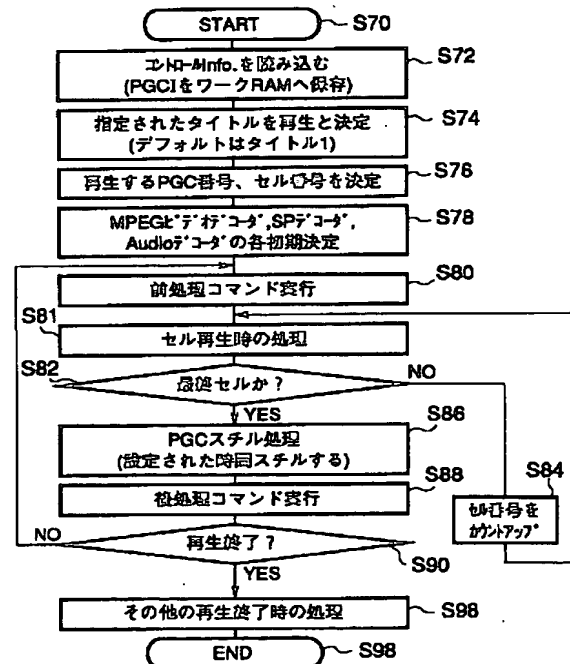 START
S70
コントロールInfo.を読み込む
(PGCIをワークRAMへ保存)
S72
指定されたタイトルを再生と決定
(デフォルトはタイトル1)
S74
再生するPGC番号、セル番号を決定
S76
MPEGビデオデコーダ,SPデコーダ,
Audioデコーダの各初期決定
S78
S80
前処理コマンド実行
S81
セル再生時の処理
S82
最終セルか?
NO
YES
S86
PGCスチル処理
(設定された時間スチルする)
S88
後処理コマンド実行
S84
セル番号を
カウントアップ
NO
再生終了?
S90
YES
その他の再生終了時の処理
S98
END
S98